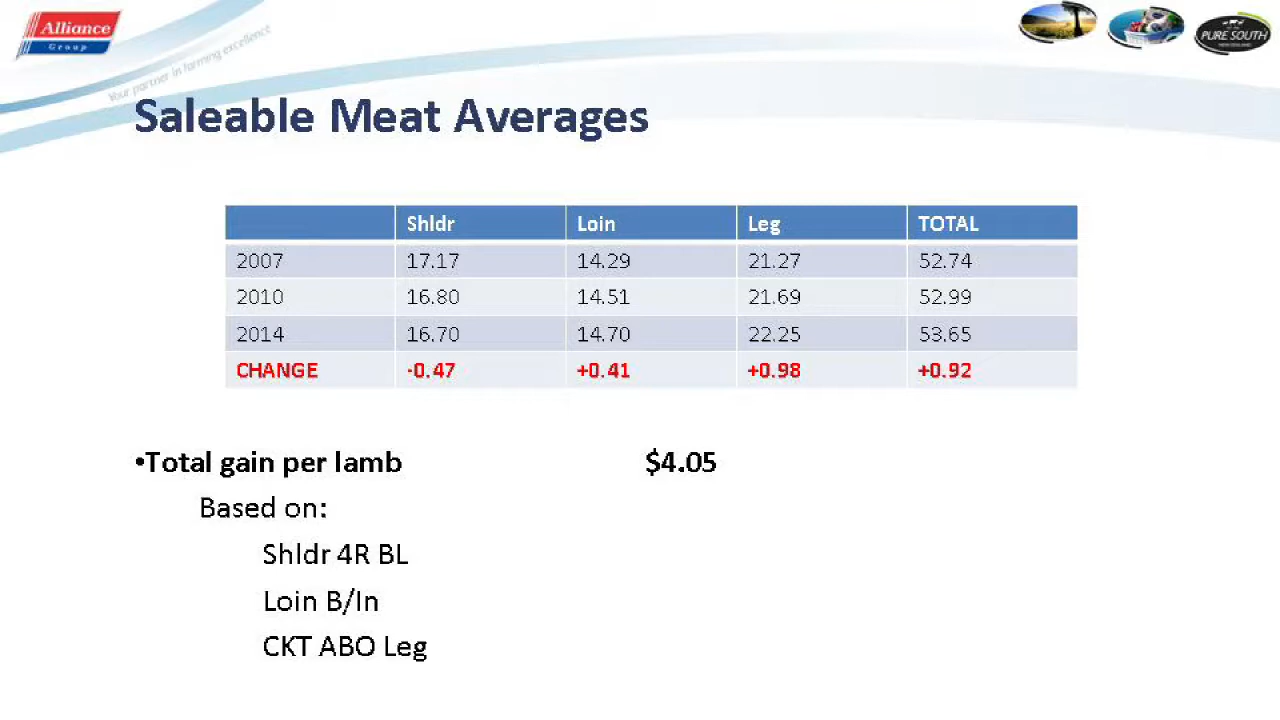 Alliance
Group
Your partner in farming excellence
PURE SOUTH
NEW ZEALAND
Saleable Meat Averages
Shldr Loin Leg TOTAL
2007 17.17 14.29 21.27 52.74
2010 16.80 14.51 21.69 52.99
2014 16.70 14.70 22.25 53.65
CHANGE -0.47 +0.41 +0.98 +0.92
•Total gain per lamb $4.05
Based on:
Shldr 4R BL
Loin B/In
CKT ABO Leg